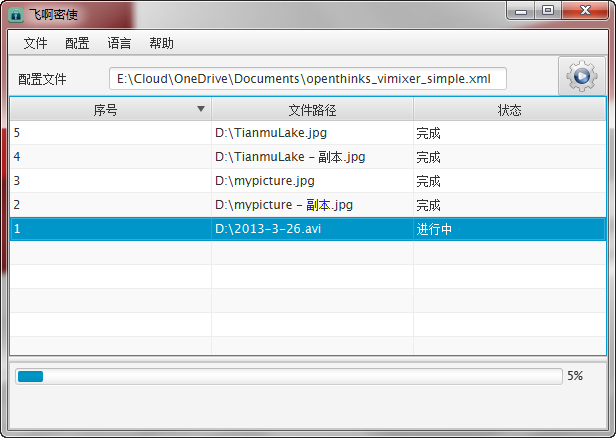 飞啊密使
文件 配置 语言 帮助
配置文件 E:\Cloud\OneDrive\Documents\openthinks_vimixer_simple.xml
序号 文件路径 状态
5 D:\TianmuLake.jpg 完成
4 D:\TianmuLake - 副本.jpg 完成
3 D:\mypicture.jpg 完成
2 D:\mypicture - 副本.jpg 完成
1 D:\2013-3-26.avi 进行中
5%